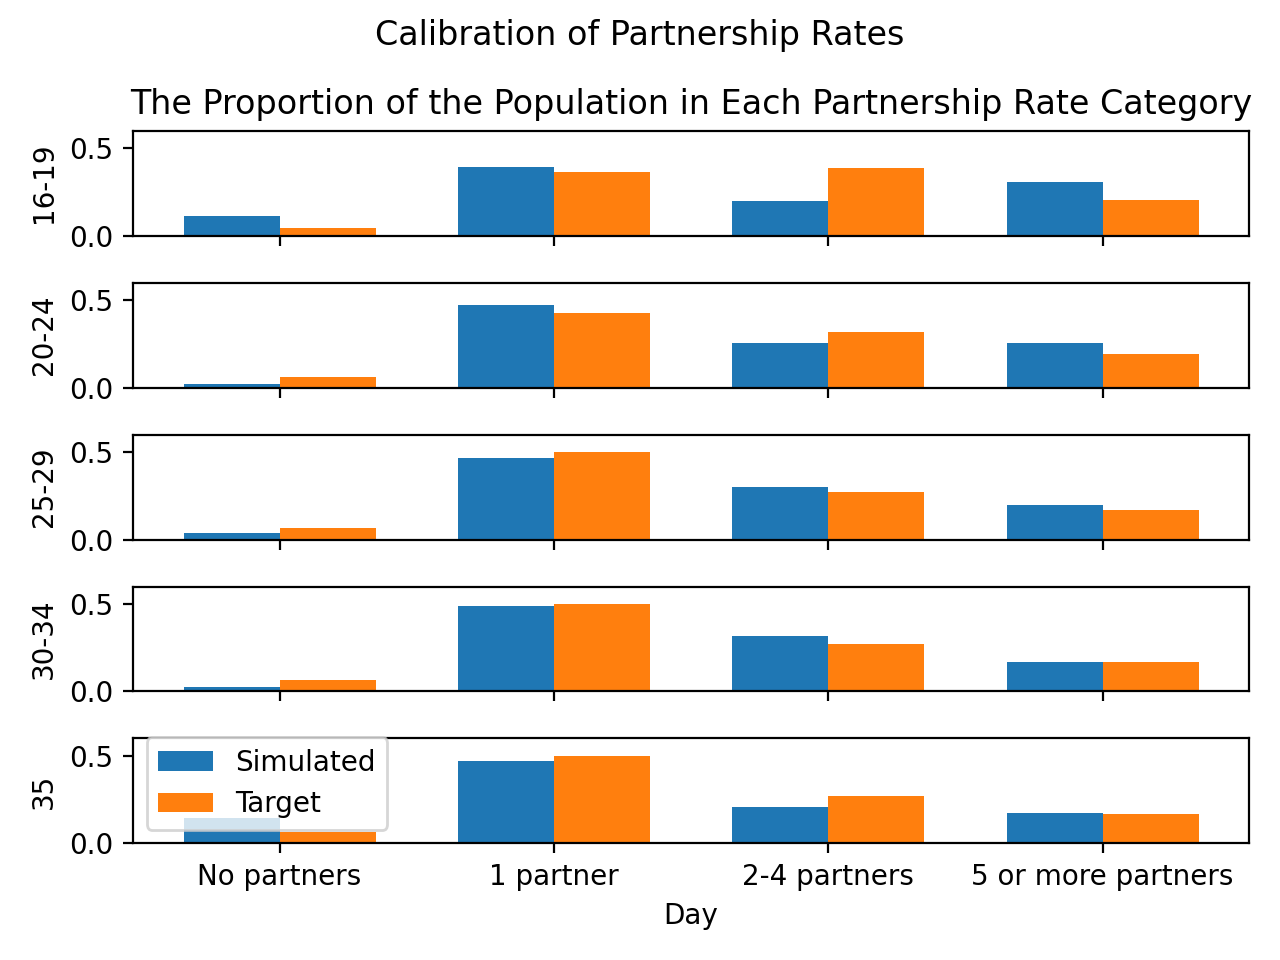 Calibration of Partnership Rates
The Proportion of the Population in Each Partnership Rate Category
0.5
0.0
16-19
0.5
0.0
20-24
0.5
0.0
25-29
0.5
0.0
30-34
0.5
0.0
35
Simulated
Target
No partners
1 partner
2-4 partners
5 or more partners
Day